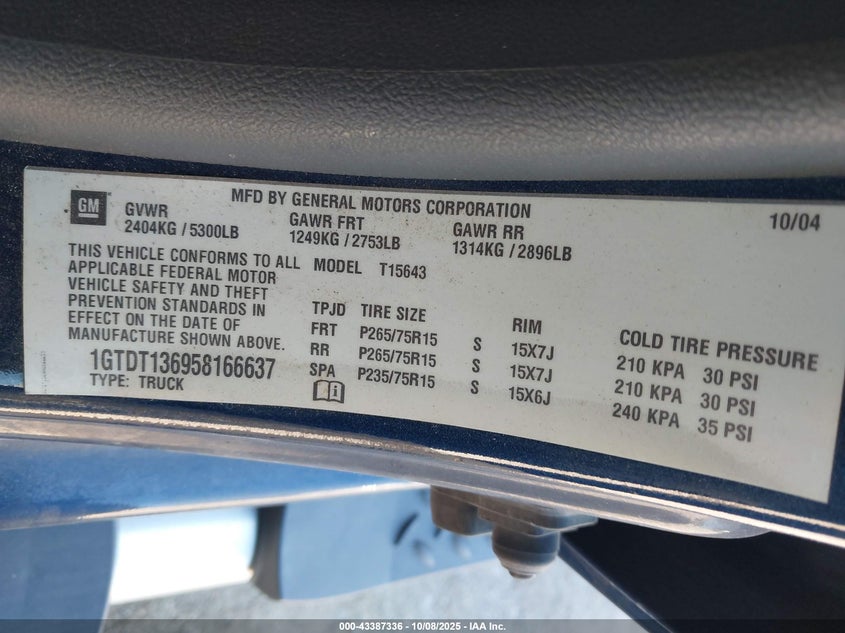 GM
MFD BY GENERAL MOTORS CORPORATION
10/04
GVWR
2404KG / 5300LB
GAWR FRT
1249KG / 2753LB
GAWR RR
1314KG / 2896LB
THIS VEHICLE CONFORMS TO ALL
APPLICABLE FEDERAL MOTOR
VEHICLE SAFETY AND THEFT
PREVENTION STANDARDS IN
EFFECT ON THE DATE OF
MANUFACTURE SHOWN ABOVE.
1GTDT136958166637
TYPE: TRUCK
MODEL T15643
TPJD TIRE SIZE RIM COLD TIRE PRESSURE
FRT P265/75R15 S 15X7J 210 KPA 30 PSI
RR P265/75R15 S 15X7J 210 KPA 30 PSI
SPA P235/75R15 S 15X6J 240 KPA 35 PSI
000-43387336 - 10/08/2025 - IAA Inc.